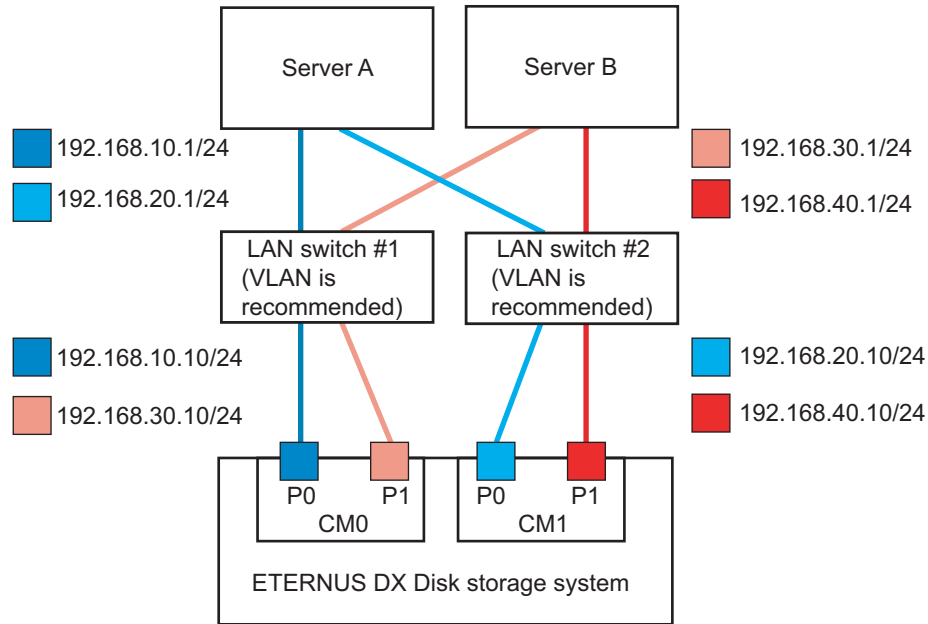 Server A
Server B
192.168.10.1/24
192.168.20.1/24
192.168.30.1/24
192.168.40.1/24
LAN switch #1
(VLAN is
recommended)
LAN switch #2
(VLAN is
recommended)
192.168.10.10/24
192.168.30.10/24
192.168.20.10/24
192.168.40.10/24
P0
P1
CM0
P0
P1
CM1
ETERNUS DX Disk storage system